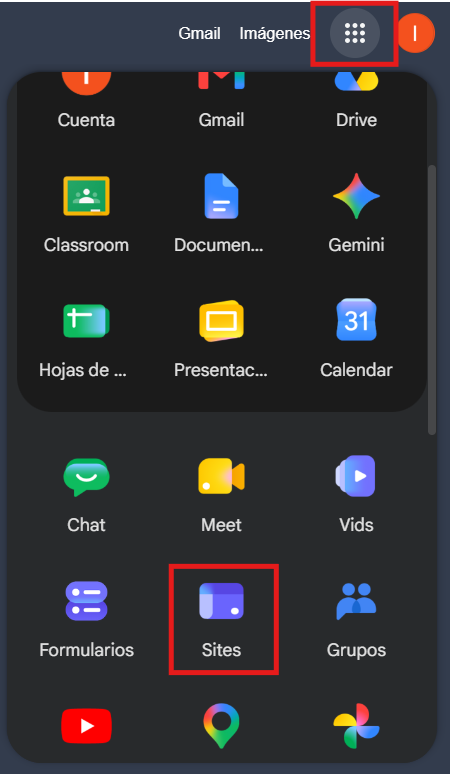 Gmail Imágenes I
Cuenta Gmail Drive
Classroom Documen... Gemini
31
Hojas de ... Presentac... Calendar
Chat Meet Vids
Formularios Sites Grupos